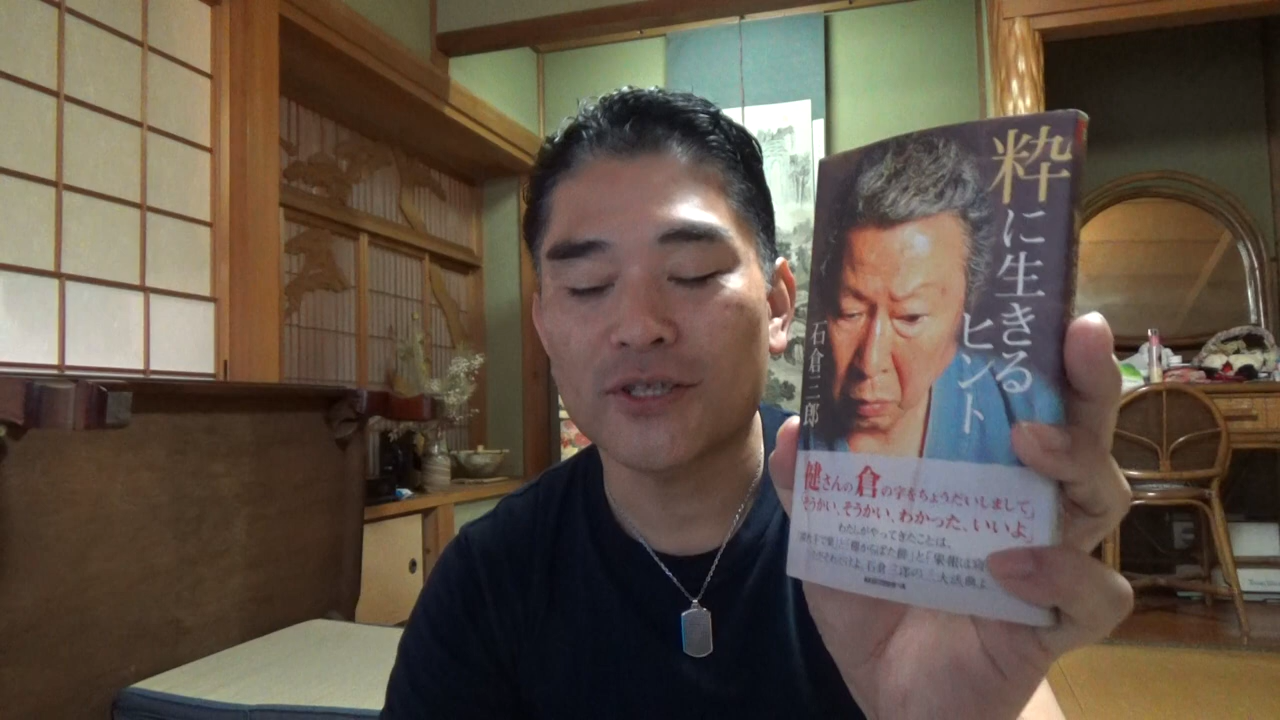 粋に生きる
ヒント
石倉三郎
健さんの倉の字をちょうだいしまして」
そうかい、そうかい、わかった、いいよ」
わたしがやってきたことは、
石倉三郎の三大法典よ